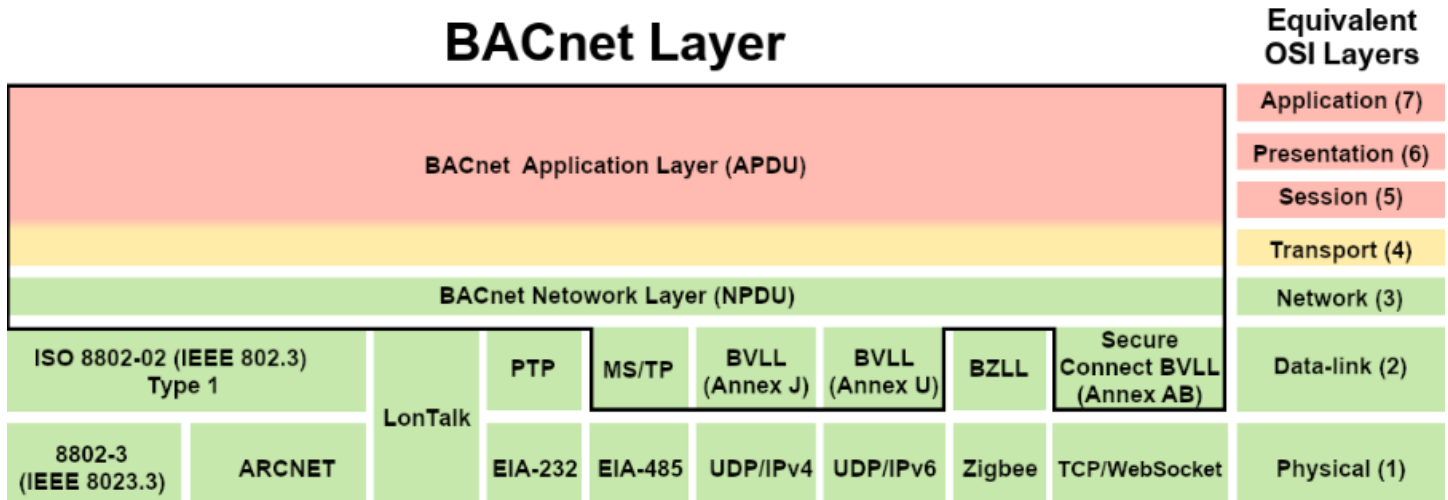 BACnet Layer
Equivalent
OSI Layers
BACnet Application Layer (APDU)
Application (7)
Presentation (6)
Session (5)
Transport (4)
BACnet Netowork Layer (NPDU)
Network (3)
ISO 8802-02 (IEEE 802.3)
Type 1
LonTalk
PTP
MS/TP
BVLL
(Annex J)
BVLL
(Annex U)
BZLL
Secure
Connect BVLL
(Annex AB)
Data-link (2)
8802-3
(IEEE 8023.3)
ARCNET
EIA-232
EIA-485
UDP/IPv4
UDP/IPv6
Zigbee
TCP/WebSocket
Physical (1)